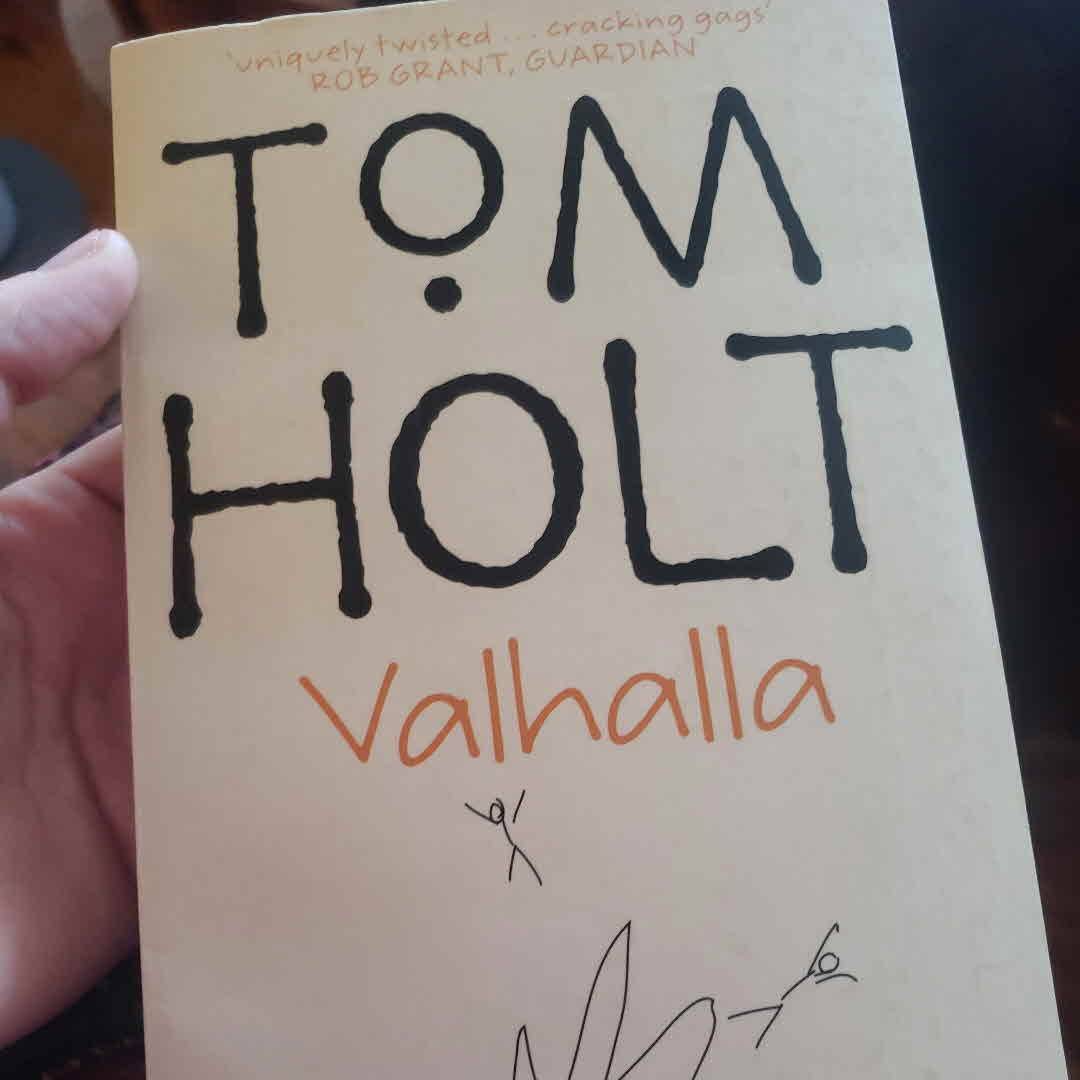 'uniquely twisted ... cracking gags'
ROB GRANT, GUARDIAN
TOM
HOLT
Valhalla